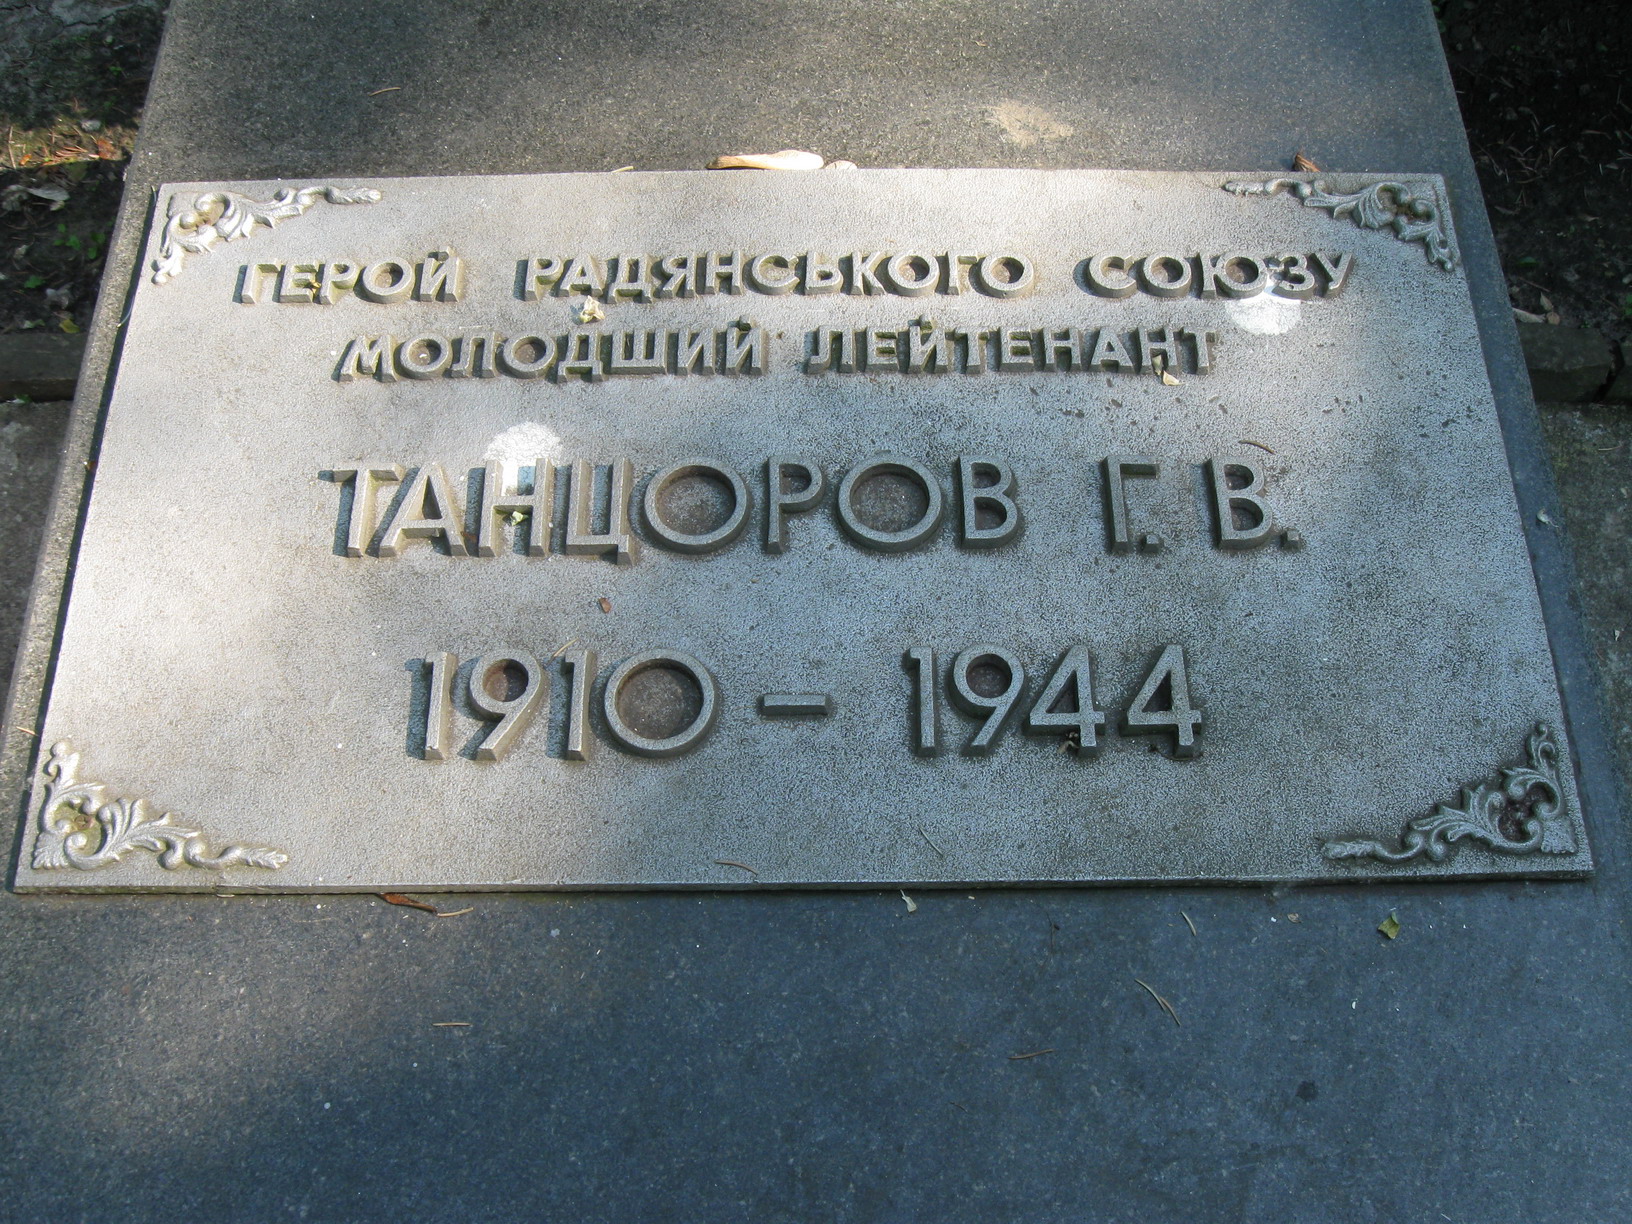 ГЕРОЙ РАДЯНСЬКОГО СОЮЗУ
МОЛОДШИЙ ЛЕЙТЕНАНТ
ТАНЦОРОВ Г. В.
1910 – 1944